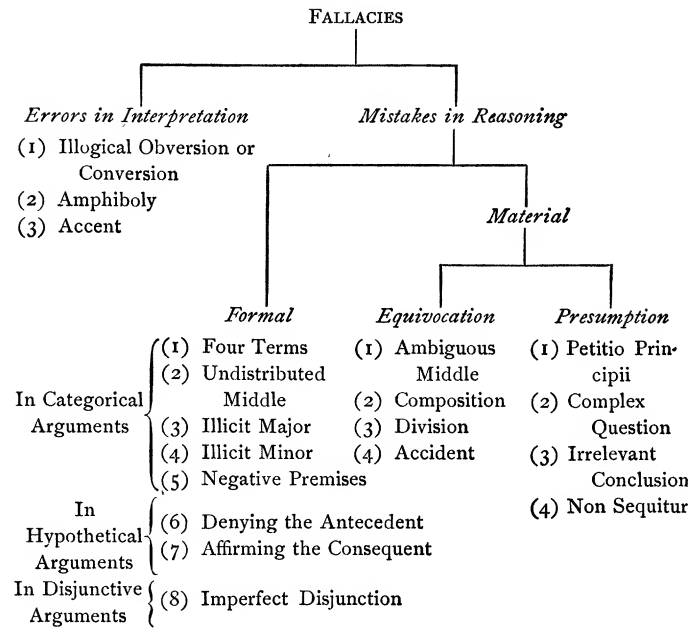 FALLACIES
Errors in Interpretation
(1) Illogical Obversion or
Conversion
(2) Amphiboly
(3) Accent
Mistakes in Reasoning
Material
Formal
In Categorical
Arguments
(1) Four Terms
(2) Undistributed
Middle
(3) Illicit Major
(4) Illicit Minor
(5) Negative Premises
In
Hypothetical
Arguments
(6) Denying the Antecedent
(7) Affirming the Consequent
In Disjunctive
Arguments
(8) Imperfect Disjunction
Equivocation
(1) Ambiguous
Middle
(2) Composition
(3) Division
(4) Accident
Presumption
(1) Petitio Prin-
cipii
(2) Complex
Question
(3) Irrelevant
Conclusion
(4) Non Sequitur